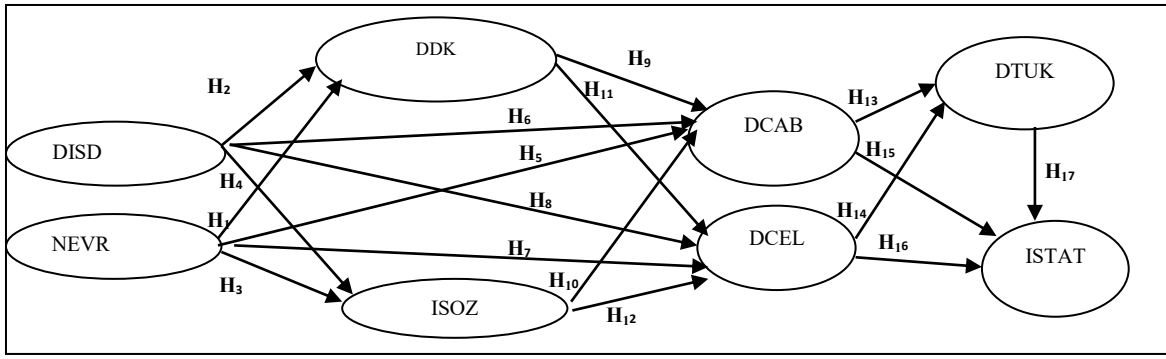 DDK
H₉
DTUK
H₂
H₁₁
H₁₃
H₆
DCAB
DISD
H₅
H₁₅
H₄
H₁₇
H₈
H₁₄
H₁
NEVR
H₇
DCEL
H₁₆
ISTAT
H₃
H₁₀
ISOZ
H₁₂